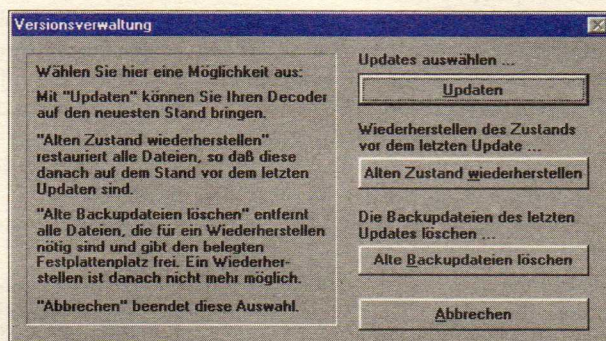 Versionsverwaltung
Wählen Sie hier eine Möglichkeit aus:
Mit "Updaten" können Sie Ihren Decoder
auf den neuesten Stand bringen.
"Alten Zustand wiederherstellen"
restauriert alle Dateien, so daß diese
danach auf dem Stand vor dem letzten
Updaten sind.
"Alte Backupdateien löschen" entfernt
alle Dateien, die für ein Wiederherstellen
nötig sind und gibt den belegten
Festplattenplatz frei. Ein Wiederher-
stellen ist danach nicht mehr möglich.
"Abbrechen" beendet diese Auswahl.
Updates auswählen ...
Updaten
Wiederherstellen des Zustands
vor dem letzten Update ...
Alten Zustand wiederherstellen
Die Backupdateien des letzten
Updates löschen ...
Alte Backupdateien löschen
Abbrechen